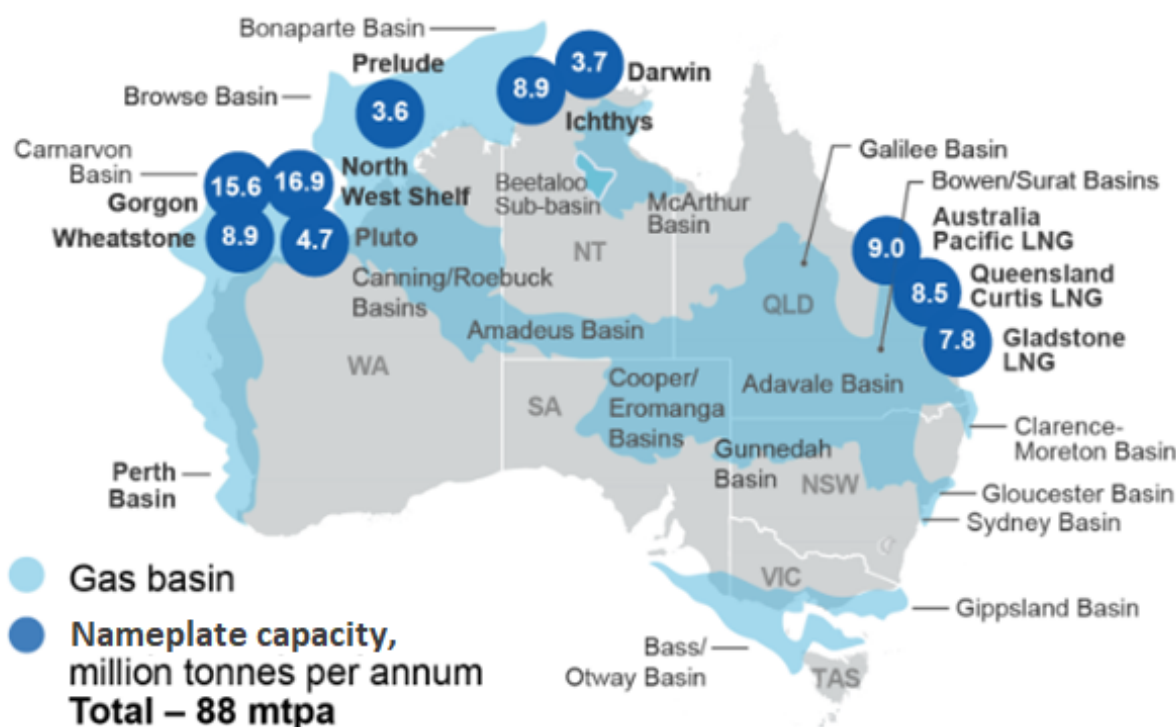 Bonaparte Basin
Prelude
3.6
8.9
3.7
Darwin
Ichthys
Browse Basin
Carnarvon
Basin
15.6
Gorgon
16.9
North
West Shelf
Wheatstone
8.9
4.7
Pluto
Canning/Roebuck
Basins
Beetaloo
Sub-basin
McArthur
Basin
NT
Galilee Basin
Bowen/Surat Basins
9.0
Australia
Pacific LNG
8.5
Queensland
Curtis LNG
7.8
Gladstone
LNG
QLD
Amadeus Basin
WA
SA
Cooper/
Eromanga
Basins
Adavale Basin
Gunnedah
Basin
NSW
Clarence-
Moreton Basin
Gloucester Basin
Sydney Basin
Perth
Basin
VIC
Gippsland Basin
Bass/
Otway Basin
TAS
Gas basin
Nameplate capacity,
million tonnes per annum
Total – 88 mtpa